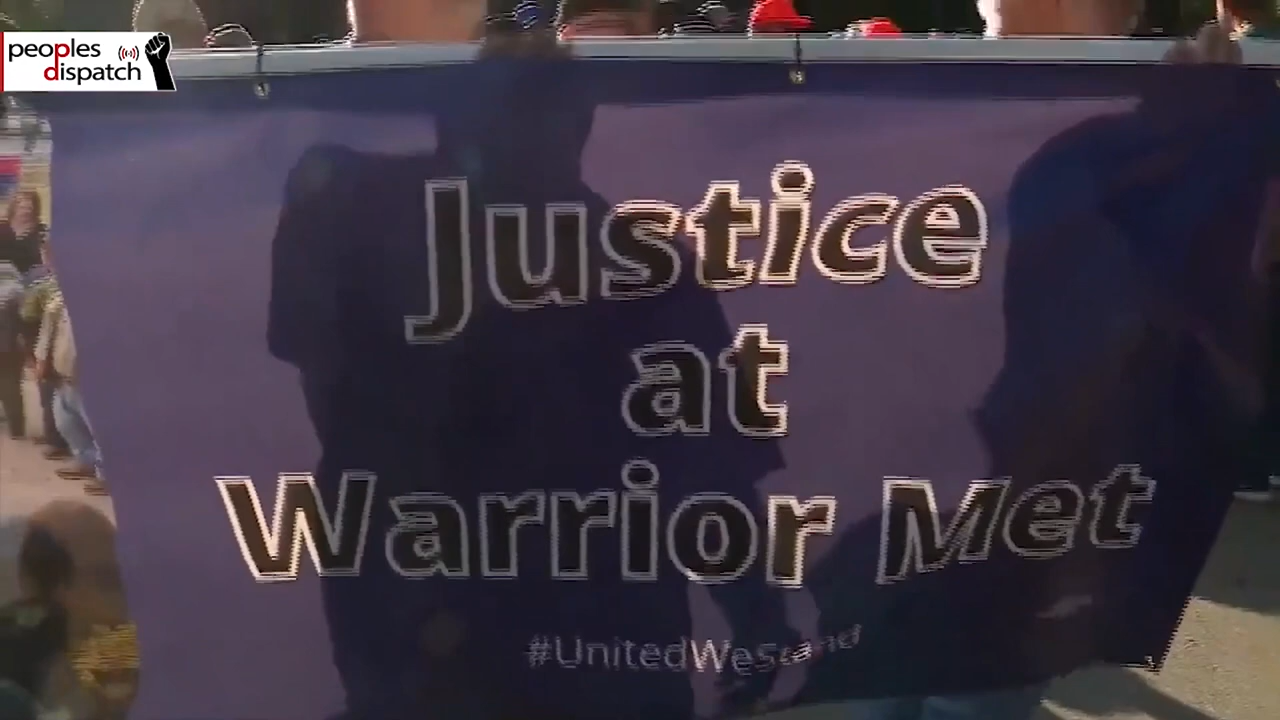 peoples
dispatch
Justice
at
Warrior Met
#UnitedWeStand